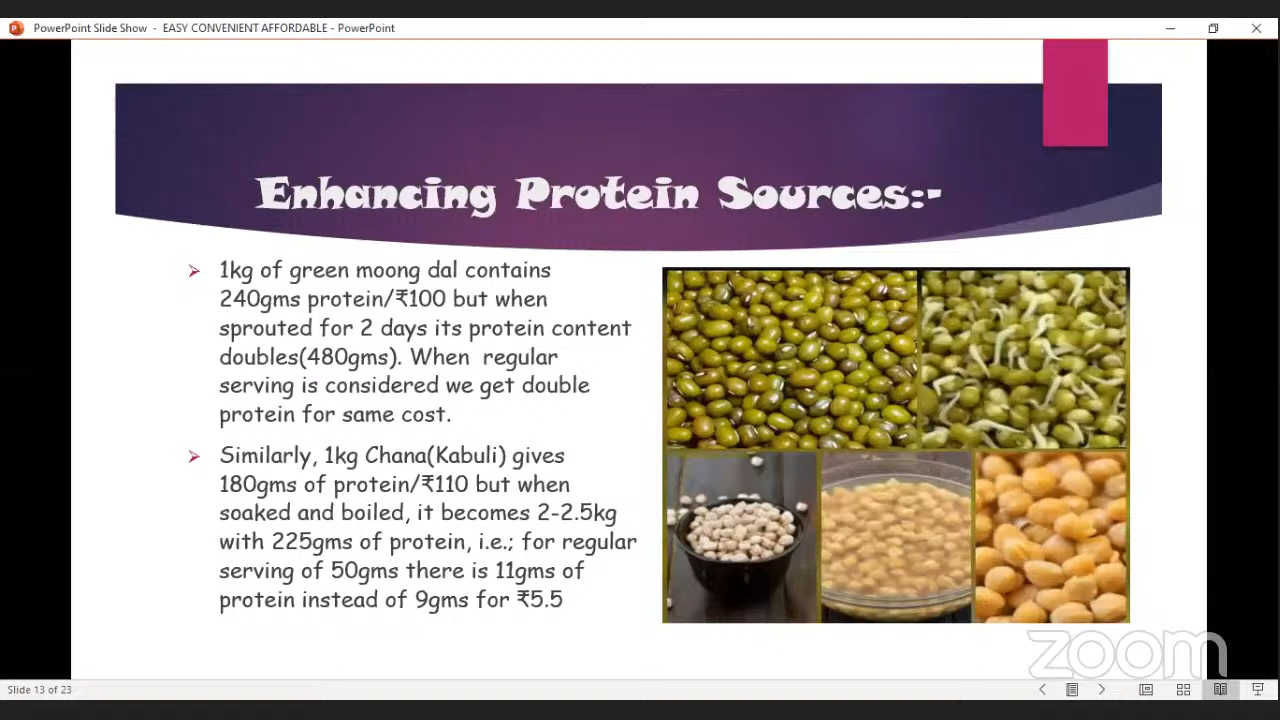 PowerPoint Slide Show - EASY CONVENIENT AFFORDABLE - PowerPoint
Enhancing Protein Sources:-
1kg of green moong dal contains
240gms protein/₹100 but when
sprouted for 2 days its protein content
doubles(480gms). When regular
serving is considered we get double
protein for same cost.
Similarly, 1kg Chana(Kabuli) gives
180gms of protein/₹110 but when
soaked and boiled, it becomes 2-2.5kg
with 225gms of protein, i.e.; for regular
serving of 50gms there is 11gms of
protein instead of 9gms for ₹5.5
zoom
Slide 13 of 23